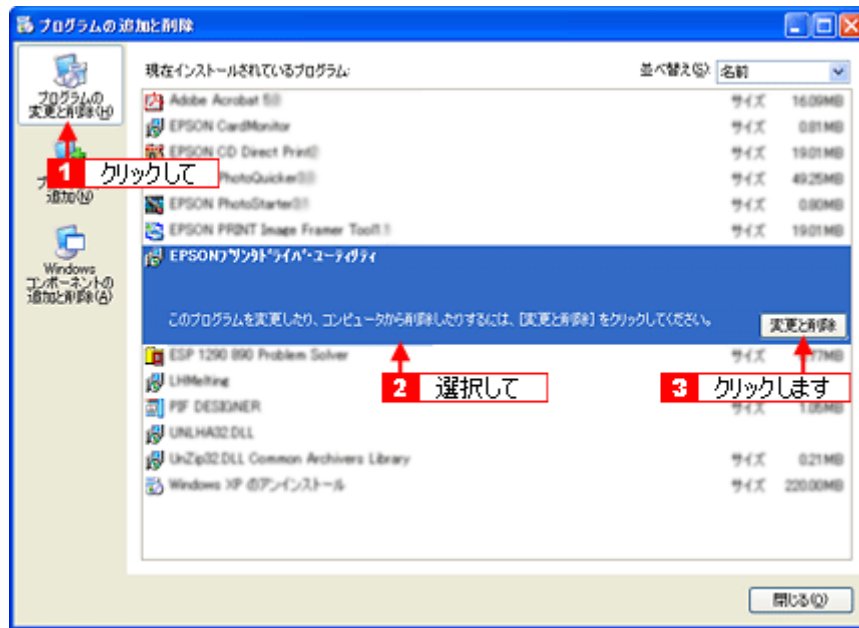 プログラムの追加と削除
プログラムの
変更と削除(H)
現在インストールされているプログラム:
並べ替え(S): 名前
Adobe Acrobat サイズ 16.09MB
EPSON CardMonitor サイズ 0.81MB
EPSON CD Direct Print サイズ 19.01MB
1 クリックして
追加(N)
PhotoQuicker サイズ 49.25MB
EPSON PhotoStarter サイズ 0.80MB
EPSON PRINT Image Framer Tool サイズ 19.01MB
Windows
コンポーネントの
追加と削除(A)
EPSONプリンタドライバ・ユーティリティ
このプログラムを変更したり、コンピュータから削除したりするには、[変更と削除] をクリックしてください。
変更と削除
ESP 1290 890 Problem Solver サイズ
2 選択して
3 クリックします
LHMelting
PIF DESIGNER サイズ 1.05MB
UNLHA32.DLL
UnZip32.DLL Common Archivers Library サイズ 0.21MB
Windows XP のアンインストール サイズ 220.00MB
閉じる(O)